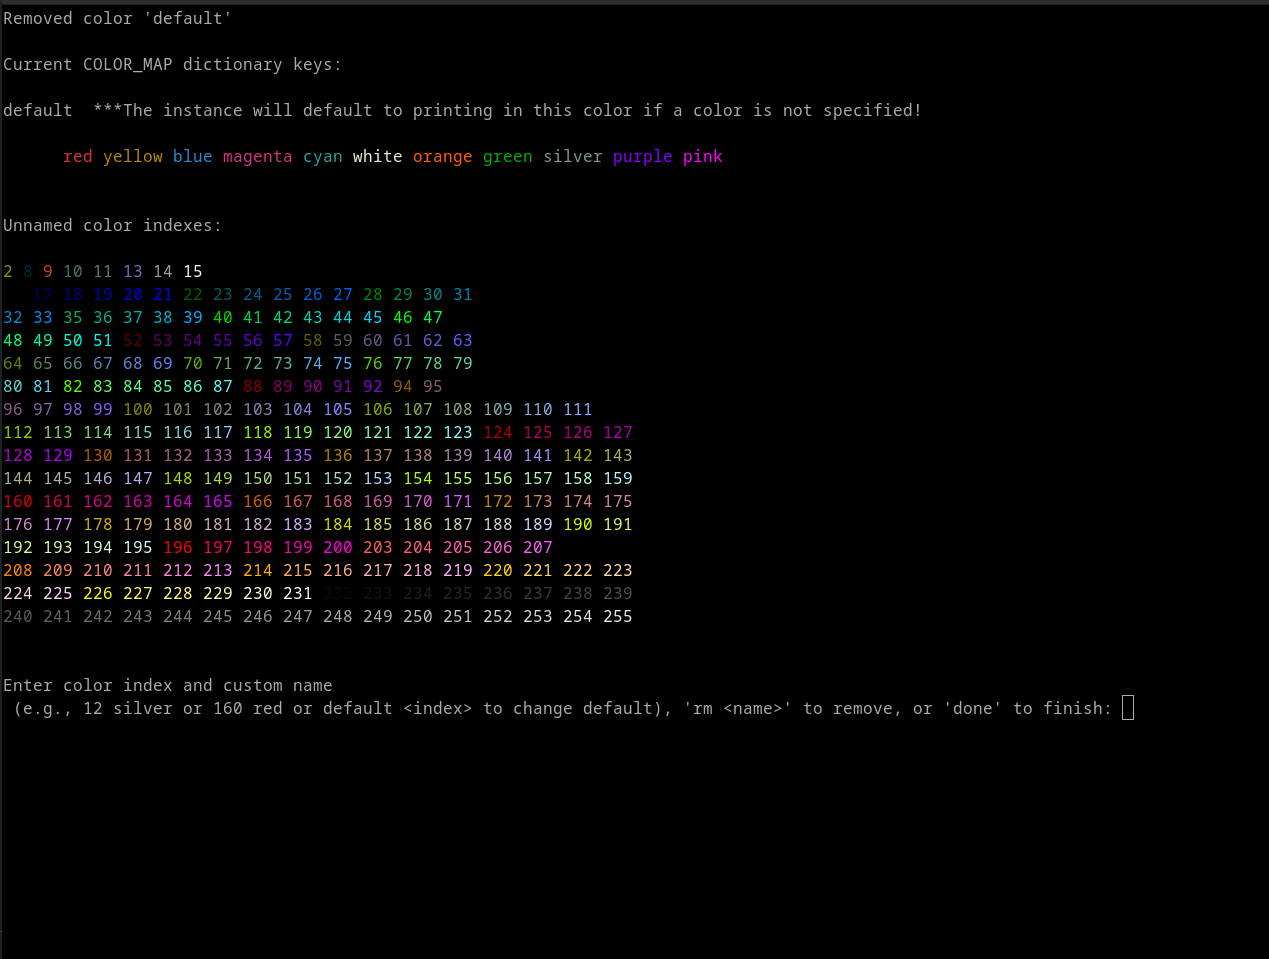 Removed color 'default'
Current COLOR_MAP dictionary keys:
default  ***The instance will default to printing in this color if a color is not specified!
red yellow blue magenta cyan white orange green silver purple pink
Unnamed color indexes:
2 8 9 10 11 13 14 15
17 18 19 20 21 22 23 24 25 26 27 28 29 30 31
32 33 35 36 37 38 39 40 41 42 43 44 45 46 47
48 49 50 51 52 53 54 55 56 57 58 59 60 61 62 63
64 65 66 67 68 69 70 71 72 73 74 75 76 77 78 79
80 81 82 83 84 85 86 87 88 89 90 91 92 94 95
96 97 98 99 100 101 102 103 104 105 106 107 108 109 110 111
112 113 114 115 116 117 118 119 120 121 122 123 124 125 126 127
128 129 130 131 132 133 134 135 136 137 138 139 140 141 142 143
144 145 146 147 148 149 150 151 152 153 154 155 156 157 158 159
160 161 162 163 164 165 166 167 168 169 170 171 172 173 174 175
176 177 178 179 180 181 182 183 184 185 186 187 188 189 190 191
192 193 194 195 196 197 198 199 200 203 204 205 206 207
208 209 210 211 212 213 214 215 216 217 218 219 220 221 222 223
224 225 226 227 228 229 230 231 232 233 234 235 236 237 238 239
240 241 242 243 244 245 246 247 248 249 250 251 252 253 254 255
Enter color index and custom name
(e.g., 12 silver or 160 red or default <index> to change default), 'rm <name>' to remove, or 'done' to finish: